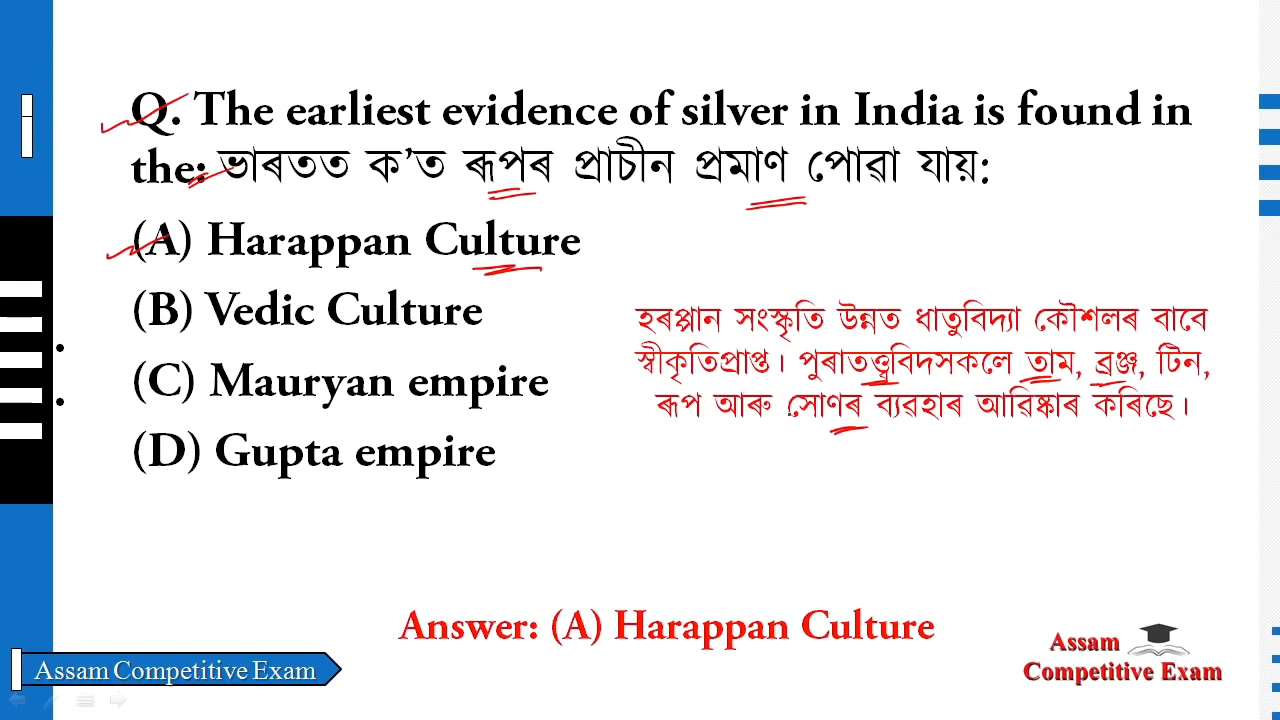 Q. The earliest evidence of silver in India is found in
the: ভাৰতত ক’ত ৰূপৰ প্ৰাচীন প্ৰমাণ পোৱা যায়:
(A) Harappan Culture
(B) Vedic Culture
(C) Mauryan empire
(D) Gupta empire
হৰপ্পান সংস্কৃতি উন্নত ধাতুবিদ্যা কৌশলৰ বাবে
স্বীকৃতিপ্ৰাপ্ত। পুৰাতত্ত্ববিদসকলে তাম, ব্ৰঞ্জ, টিন,
ৰূপ আৰু সোণৰ ব্যৱহাৰ আৱিষ্কাৰ কৰিছে।
Answer: (A) Harappan Culture
Assam Competitive Exam
Assam
Competitive Exam